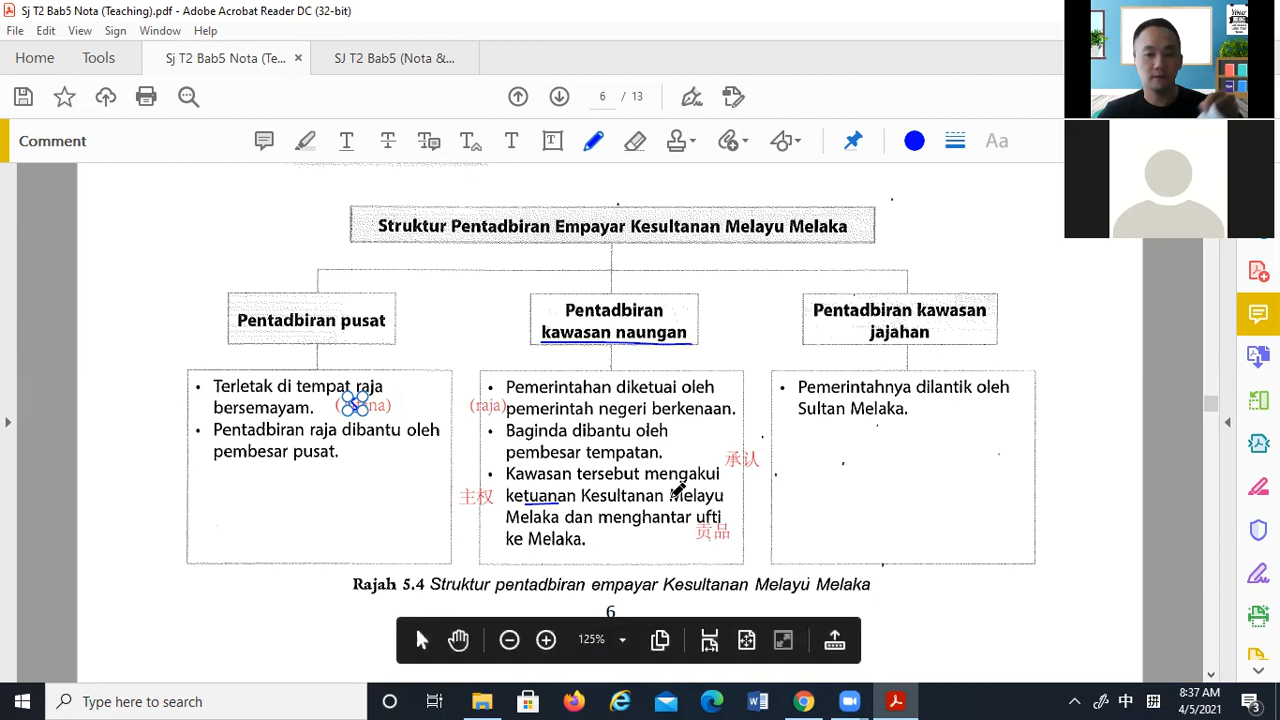 Sj T2 Bab5 Nota (Teaching).pdf - Adobe Acrobat Reader DC (32-bit)
File Edit View Sign Window Help
Home Tools Sj T2 Bab5 Nota (Te... × SJ T2 Bab5 (Nota &...
6 / 13
Comment
Aa
Struktur Pentadbiran Empayar Kesultanan Melayu Melaka
Pentadbiran pusat
• Terletak di tempat raja
bersemayam.
• Pentadbiran raja dibantu oleh
pembesar pusat.
Pentadbiran
kawasan naungan
• Pemerintahan diketuai oleh
(raja) pemerintah negeri berkenaan.
• Baginda dibantu oleh
pembesar tempatan.
承认
• Kawasan tersebut mengakui
主权 ketuanan Kesultanan Melayu
Melaka dan menghantar ufti
贡品
ke Melaka.
Pentadbiran kawasan
jajahan
• Pemerintahnya dilantik oleh
Sultan Melaka.
Rajah 5.4 Struktur pentadbiran empayar Kesultanan Melayu Melaka
6
125%
Type here to search
中
拼
8:37 AM
4/5/2021
3